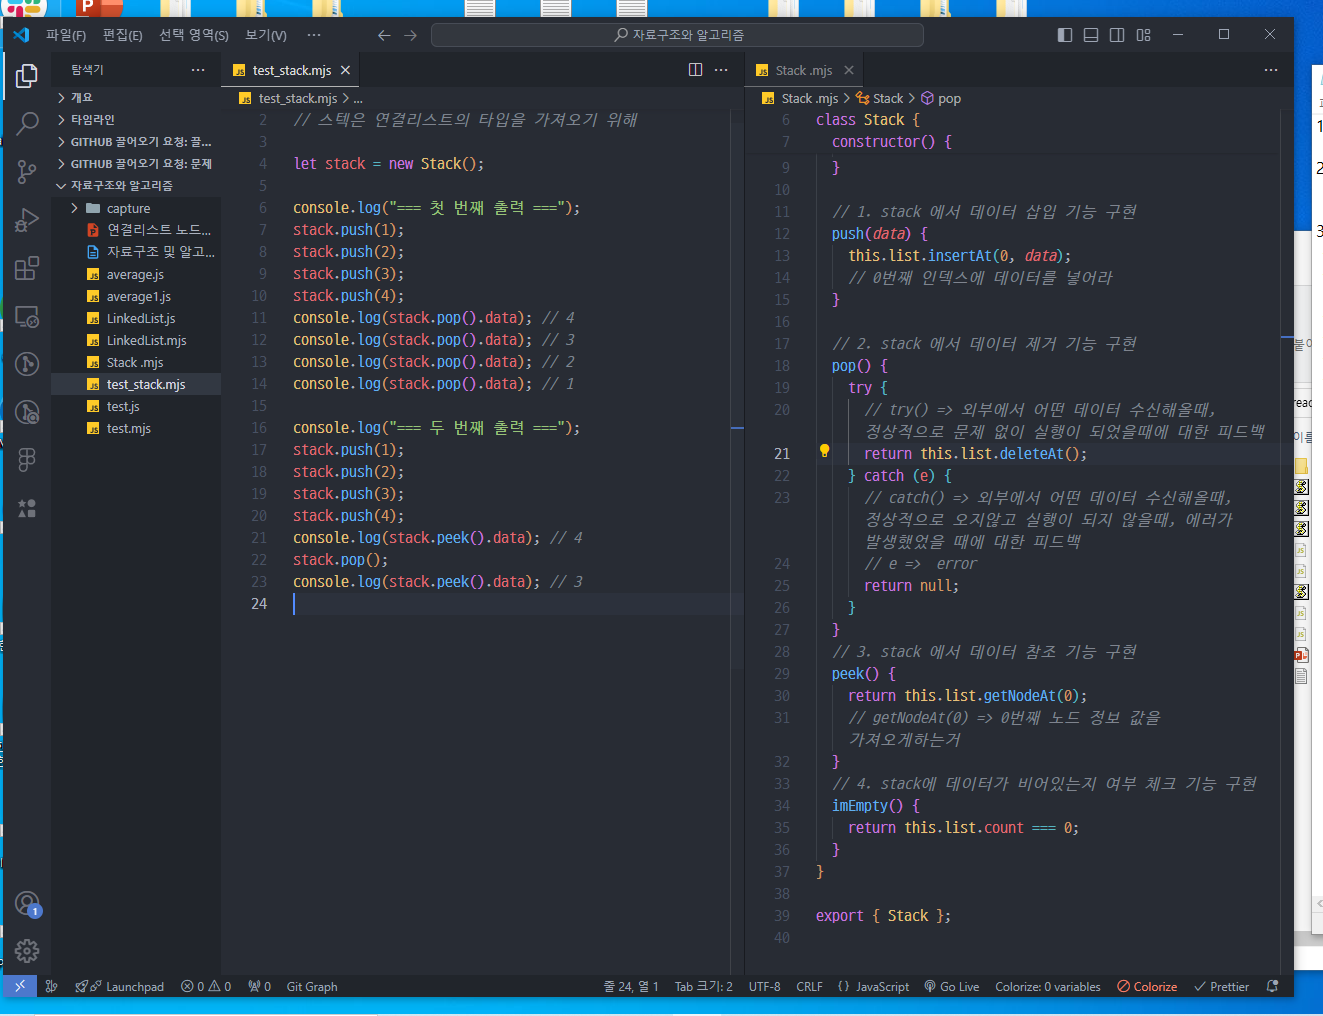 파일(F) 편집(E) 선택 영역(S) 보기(V) ··· 자료구조와 알고리즘
탐색기 ···
개요
타임라인
GITHUB 끌어오기 요청: 끌...
GITHUB 끌어오기 요청: 문제
자료구조와 알고리즘
capture
연결리스트 노드...
자료구조 및 알고...
average.js
average1.js
LinkedList.js
LinkedList.mjs
Stack .mjs
test_stack.mjs
test.js
test.mjs
test_stack.mjs
test_stack.mjs > ...
2 // 스텍은 연결리스트의 타입을 가져오기 위해
3
4 let stack = new Stack();
5
6 console.log("=== 첫 번째 출력 ===");
7 stack.push(1);
8 stack.push(2);
9 stack.push(3);
10 stack.push(4);
11 console.log(stack.pop().data); // 4
12 console.log(stack.pop().data); // 3
13 console.log(stack.pop().data); // 2
14 console.log(stack.pop().data); // 1
15
16 console.log("=== 두 번째 출력 ===");
17 stack.push(1);
18 stack.push(2);
19 stack.push(3);
20 stack.push(4);
21 console.log(stack.peek().data); // 4
22 stack.pop();
23 console.log(stack.peek().data); // 3
24
Stack .mjs
Stack .mjs > Stack > pop
6 class Stack {
7 constructor() {
9 }
10
11 // 1. stack 에서 데이터 삽입 기능 구현
12 push(data) {
13 this.list.insertAt(0, data);
14 // 0번째 인덱스에 데이터를 넣어라
15 }
16
17 // 2. stack 에서 데이터 제거 기능 구현
18 pop() {
19 try {
20 // try() => 외부에서 어떤 데이터 수신해올때,
정상적으로 문제 없이 실행이 되었을때에 대한 피드백
21 return this.list.deleteAt();
22 } catch (e) {
23 // catch() => 외부에서 어떤 데이터 수신해올때,
정상적으로 오지않고 실행이 되지 않을때, 에러가
발생했었을 때에 대한 피드백
24 // e => error
25 return null;
26 }
27 }
28 // 3. stack 에서 데이터 참조 기능 구현
29 peek() {
30 return this.list.getNodeAt(0);
31 // getNodeAt(0) => 0번째 노드 정보 값을
가져오게하는거
32 }
33 // 4. stack에 데이터가 비어있는지 여부 체크 기능 구현
34 imEmpty() {
35 return this.list.count === 0;
36 }
37 }
38
39 export { Stack };
40
1
Launchpad 0 0 0 Git Graph 줄 24, 열 1 Tab 크기: 2 UTF-8 CRLF {} JavaScript Go Live Colorize: 0 variables Colorize Prettier